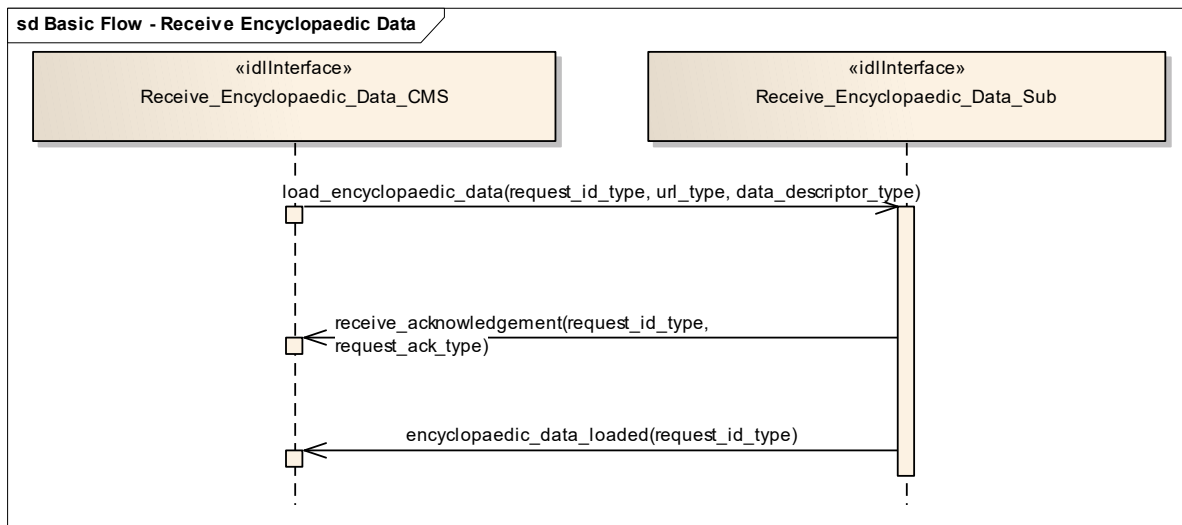 sd Basic Flow - Receive Encyclopaedic Data
«idlInterface»
Receive_Encyclopaedic_Data_CMS
«idlInterface»
Receive_Encyclopaedic_Data_Sub
load_encyclopaedic_data(request_id_type, url_type, data_descriptor_type)
receive_acknowledgement(request_id_type,
request_ack_type)
encyclopaedic_data_loaded(request_id_type)